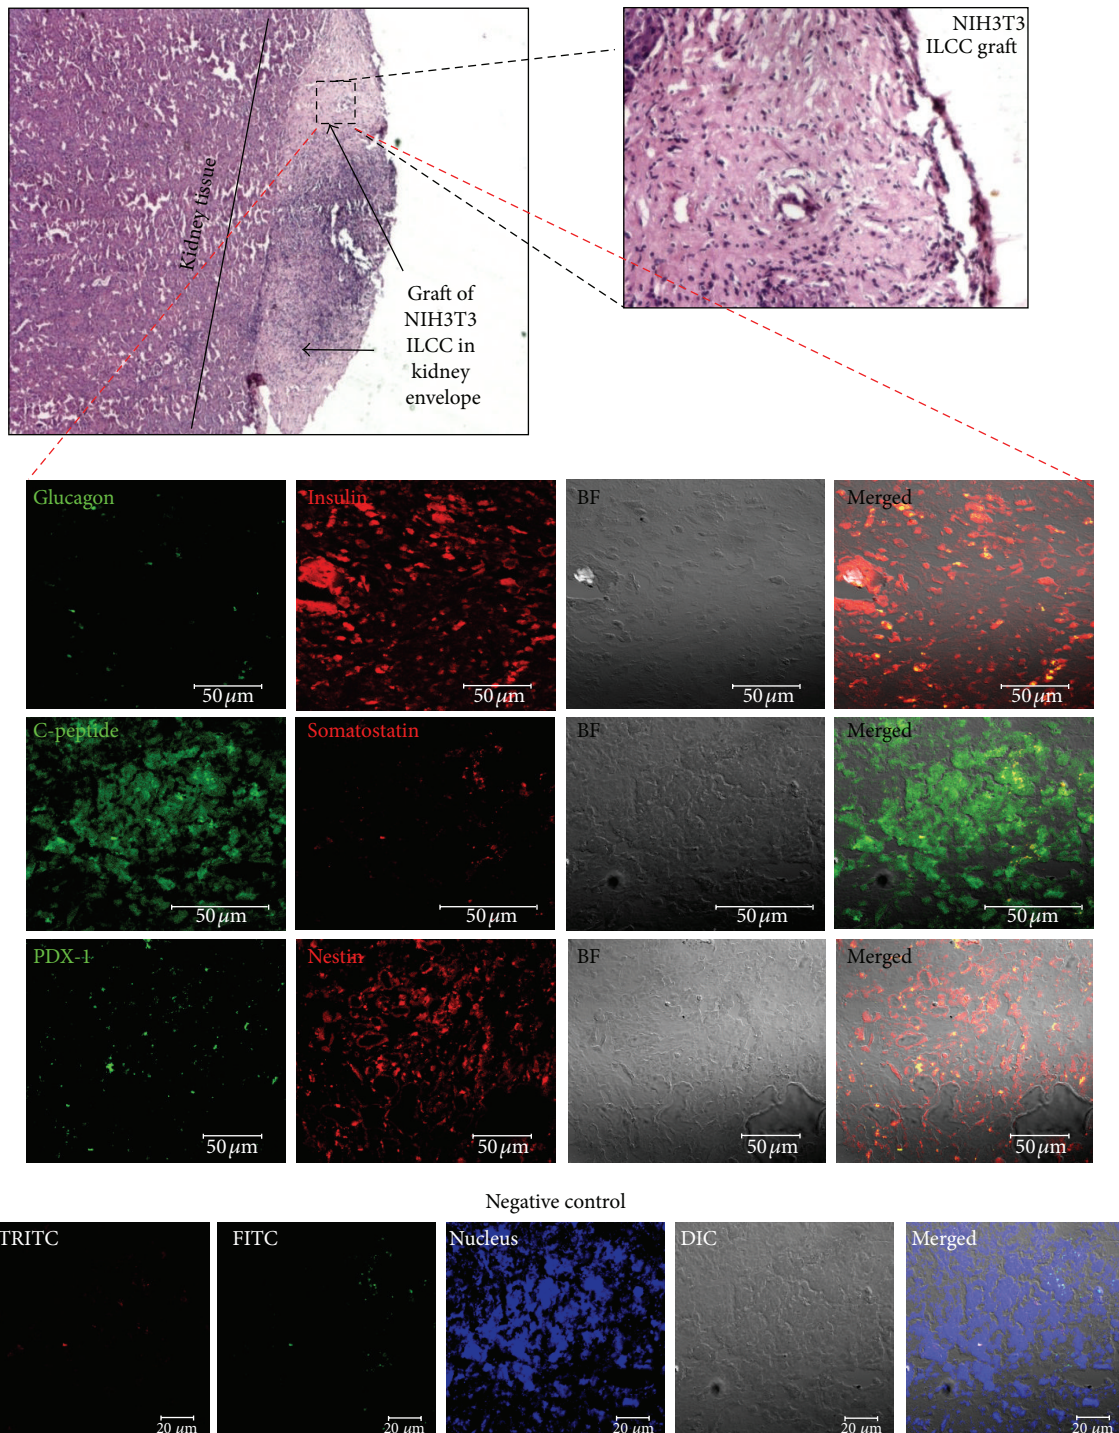 NIH3T3
ILCC graft
Kidney tissue
Graft of
NIH3T3
ILCC in
kidney
envelope
Glucagon
50 µm
Insulin
50 µm
BF
50 µm
Merged
50 µm
C-peptide
50 µm
Somatostatin
50 µm
BF
50 µm
Merged
50 µm
PDX-1
50 µm
Nestin
50 µm
BF
50 µm
Merged
50 µm
Negative control
TRITC
20 µm
FITC
20 µm
Nucleus
20 µm
DIC
20 µm
Merged
20 µm